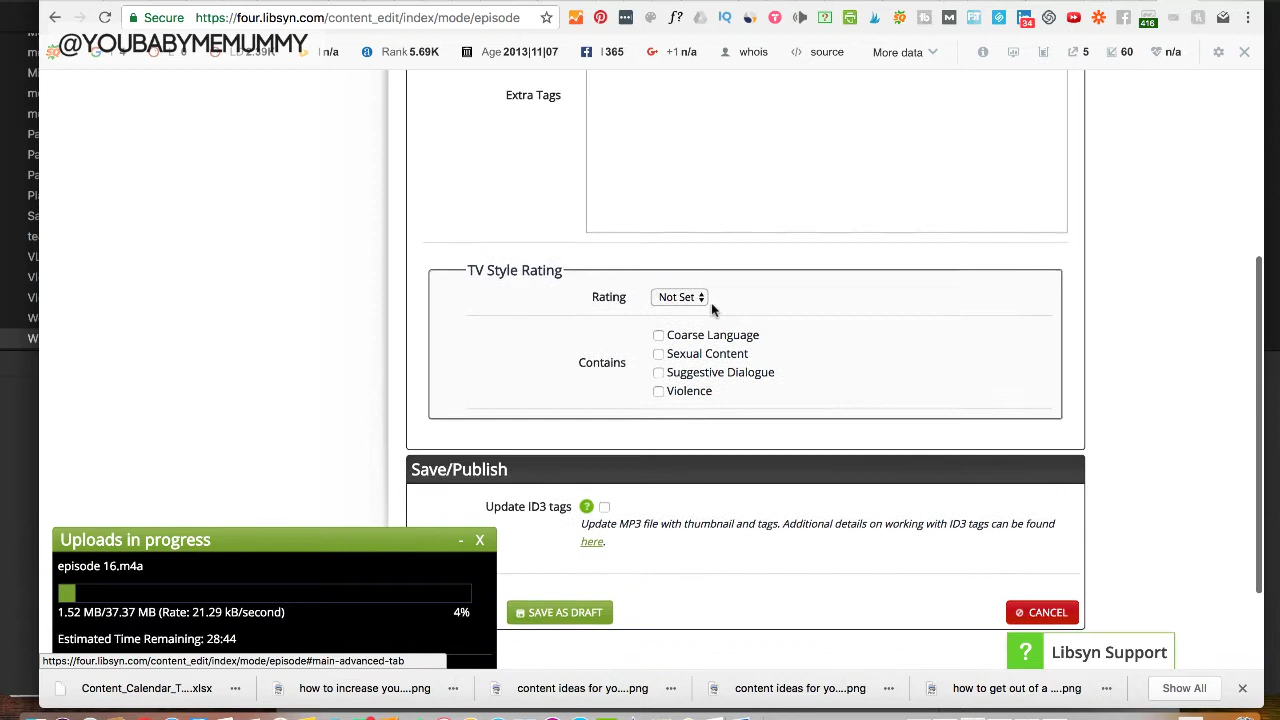 Secure https://four.libsyn.com/content_edit/index/mode/episode
@YOUBABYMEMUMMY
n/a Rank 5.69K Age 2013|11|07 365 +1 n/a whois source More data 5 60 n/a
34
416
Extra Tags
TV Style Rating
Rating Not Set
Contains
Coarse Language
Sexual Content
Suggestive Dialogue
Violence
Save/Publish
Update ID3 tags ?
Update MP3 file with thumbnail and tags. Additional details on working with ID3 tags can be found
here.
Uploads in progress - X
episode 16.m4a
1.52 MB/37.37 MB (Rate: 21.29 kB/second) 4%
Estimated Time Remaining: 28:44
SAVE AS DRAFT
CANCEL
? Libsyn Support
https://four.libsyn.com/content_edit/index/mode/episode#main-advanced-tab
Content_Calendar_T....xlsx
how to increase you....png
content ideas for yo....png
content ideas for yo....png
how to get out of a ....png
Show All